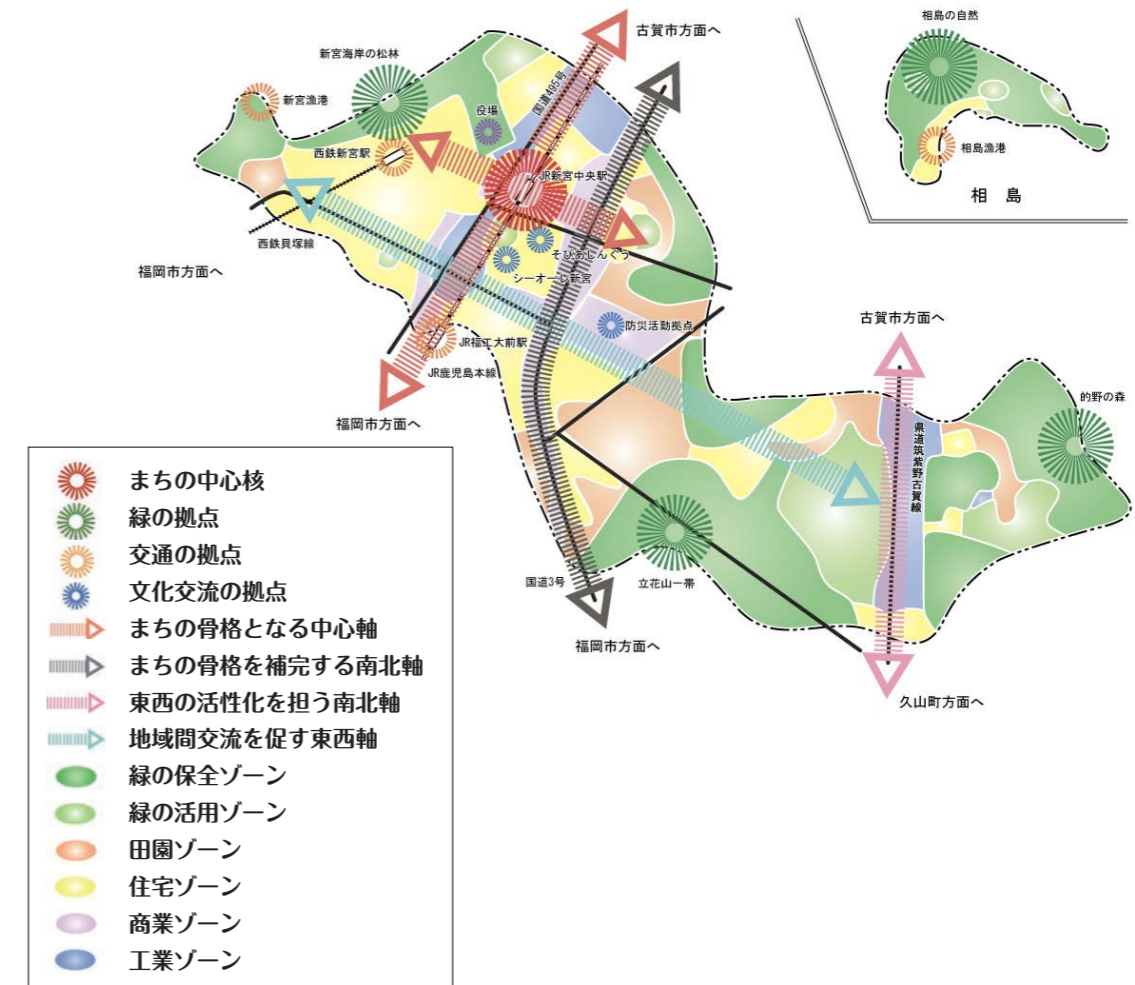 古賀市方面へ
相島の自然
新宮海岸の松林
新宮漁港
役場
国道495号
西鉄新宮駅
JR新宮中央駅
相島漁港
相 島
西鉄貝塚線
そぴあしんぐう
シーオーレ新宮
福岡市方面へ
防災活動拠点
JR福工大前駅
JR鹿児島本線
福岡市方面へ
古賀市方面へ
的野の森
県道筑紫野古賀線
国道3号
立花山一帯
福岡市方面へ
久山町方面へ
まちの中心核
緑の拠点
交通の拠点
文化交流の拠点
まちの骨格となる中心軸
まちの骨格を補完する南北軸
東西の活性化を担う南北軸
地域間交流を促す東西軸
緑の保全ゾーン
緑の活用ゾーン
田園ゾーン
住宅ゾーン
商業ゾーン
工業ゾーン